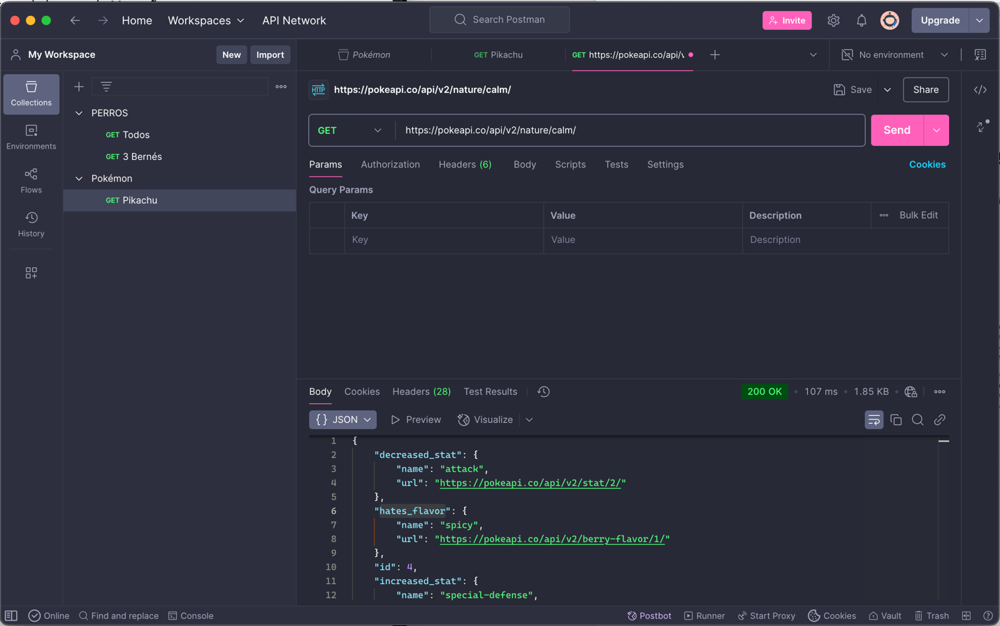 Home
Workspaces
API Network
Search Postman
Invite
Upgrade
My Workspace
New
Import
Pokémon
GET Pikachu
GET https://pokeapi.co/api/v
No environment
Collections
Environments
Flows
History
PERROS
GET Todos
GET 3 Bernés
Pokémon
GET Pikachu
HTTP https://pokeapi.co/api/v2/nature/calm/
Save
Share
GET
https://pokeapi.co/api/v2/nature/calm/
Send
Params
Authorization
Headers (6)
Body
Scripts
Tests
Settings
Cookies
Query Params
Key
Value
Description
Bulk Edit
Key
Value
Description
Body
Cookies
Headers (28)
Test Results
200 OK
107 ms
1.85 KB
{} JSON
Preview
Visualize
1 {
2 "decreased_stat": {
3 "name": "attack",
4 "url": "https://pokeapi.co/api/v2/stat/2/"
5 },
6 "hates_flavor": {
7 "name": "spicy",
8 "url": "https://pokeapi.co/api/v2/berry-flavor/1/"
9 },
10 "id": 4,
11 "increased_stat": {
12 "name": "special-defense",
Online
Find and replace
Console
Postbot
Runner
Start Proxy
Cookies
Vault
Trash